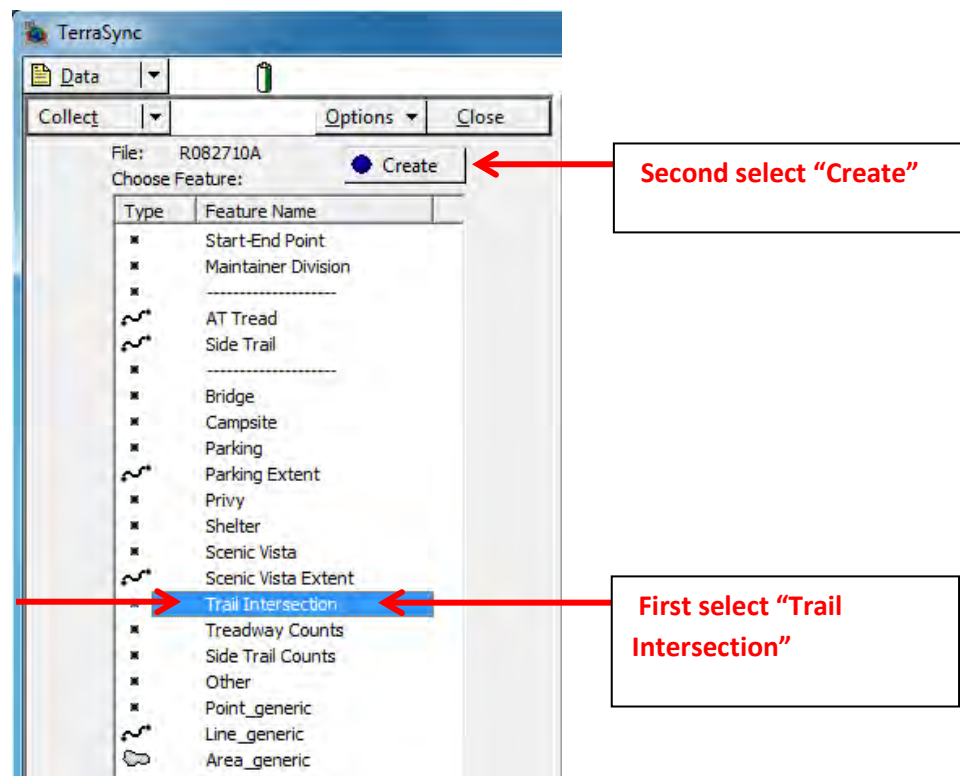 TerraSync
Data
Collect Options Close
File: R082710A
Create
Choose Feature:
Second select “Create”
Type Feature Name
Start-End Point
Maintainer Division
---------------------
AT Tread
Side Trail
---------------------
Bridge
Campsite
Parking
Parking Extent
Privy
Shelter
Scenic Vista
Scenic Vista Extent
Trail Intersection
First select “Trail
Intersection”
Treadway Counts
Side Trail Counts
Other
Point_generic
Line_generic
Area_generic